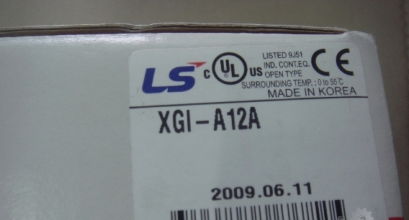 LS C UL US LISTED 9J51
IND. CONT.EQ. CE
OPEN TYPE
SURROUNDING TEMP. : 0 to 55°C
MADE IN KOREA
XGI-A12A
2009.06.11